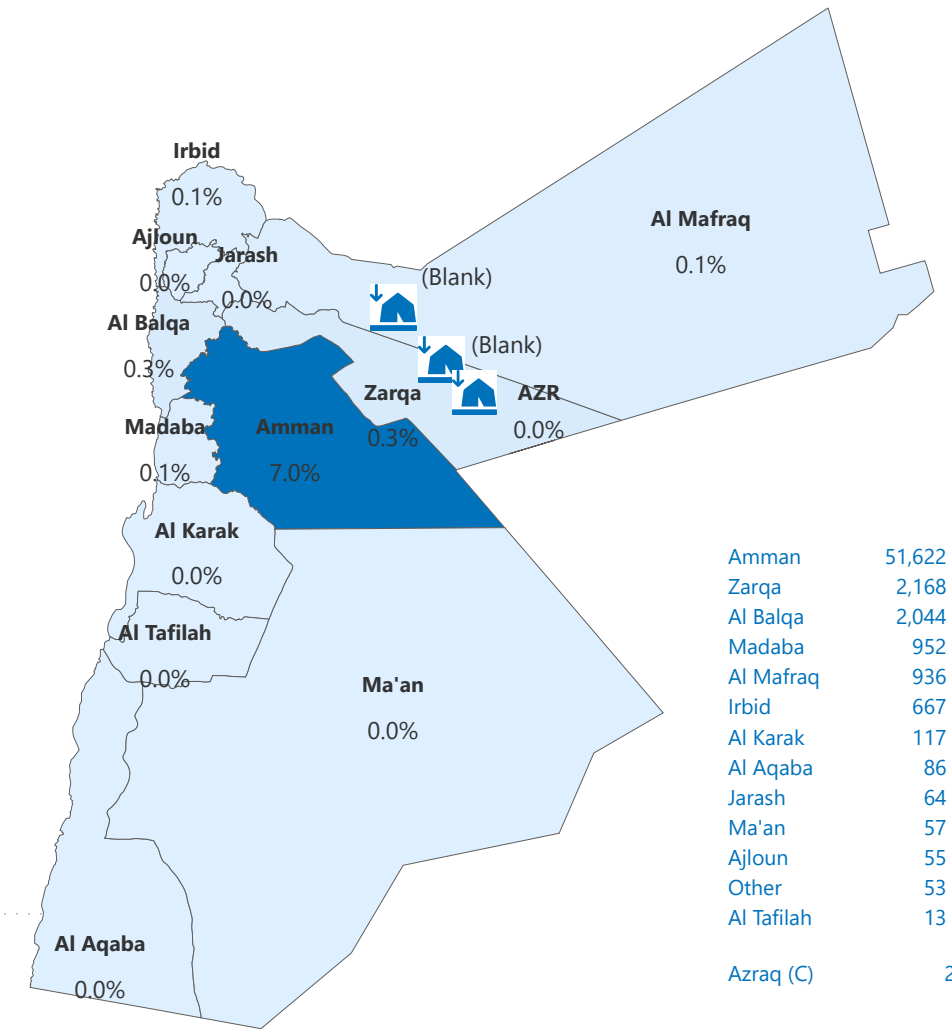 Irbid
0.1%
Ajloun
0.0%
Jarash
0.0%
Al Mafraq
0.1%
(Blank)
(Blank)
Al Balqa
0.3%
Zarqa
0.3%
AZR
0.0%
Madaba
0.1%
Amman
7.0%
Al Karak
0.0%
Al Tafilah
0.0%
Ma'an
0.0%
Al Aqaba
0.0%
Amman 51,622
Zarqa 2,168
Al Balqa 2,044
Madaba 952
Al Mafraq 936
Irbid 667
Al Karak 117
Al Aqaba 86
Jarash 64
Ma'an 57
Ajloun 55
Other 53
Al Tafilah 13
Azraq (C) 2